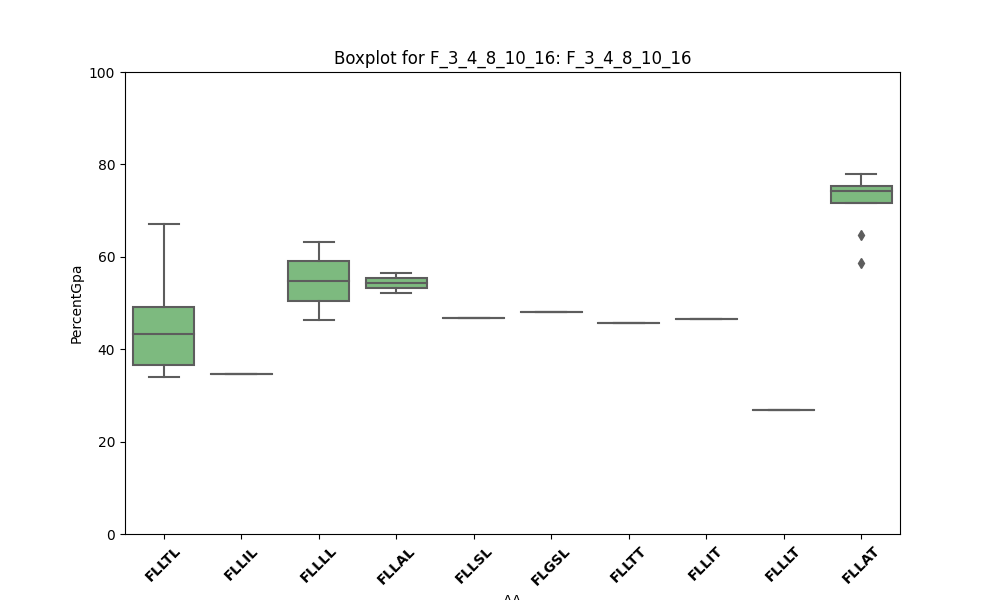 Boxplot for F_3_4_8_10_16: F_3_4_8_10_16
100
80
60
40
20
0
PercentGpa
FLLTL
FLLIL
FLLLL
FLLAL
FLLSL
FLGSL
FLLTT
FLLIT
FLLLT
FLLAT
AA